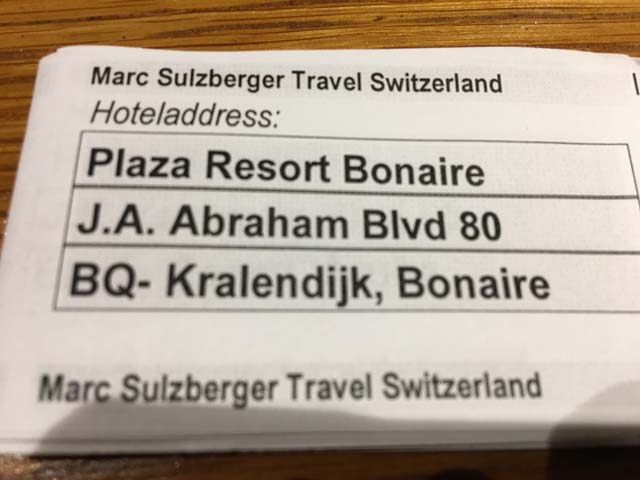 Marc Sulzberger Travel Switzerland
Hoteladdress:
Plaza Resort Bonaire
J.A. Abraham Blvd 80
BQ- Kralendijk, Bonaire
Marc Sulzberger Travel Switzerland